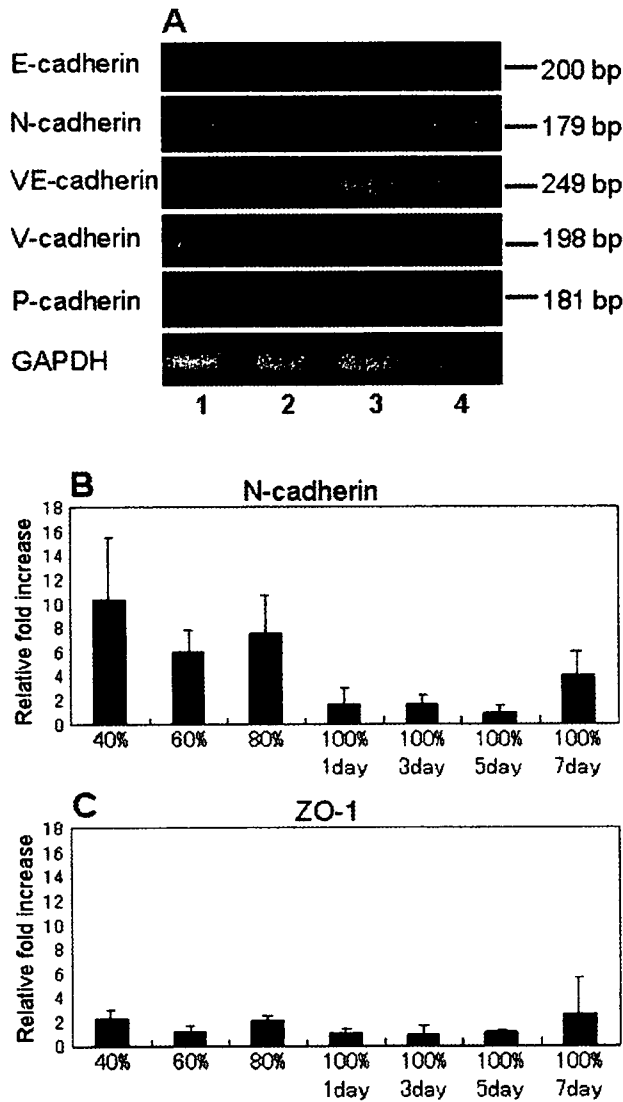 A
E-cadherin 200 bp
N-cadherin 179 bp
VE-cadherin 249 bp
V-cadherin 198 bp
P-cadherin 181 bp
GAPDH
1 2 3 4
B
N-cadherin
Relative fold increase
18
16
14
12
10
8
6
4
2
0
40% 60% 80% 100% 100% 100% 100%
1day 3day 5day 7day
C
ZO-1
Relative fold increase
18
16
14
12
10
8
6
4
2
0
40% 60% 80% 100% 100% 100% 100%
1day 3day 5day 7day